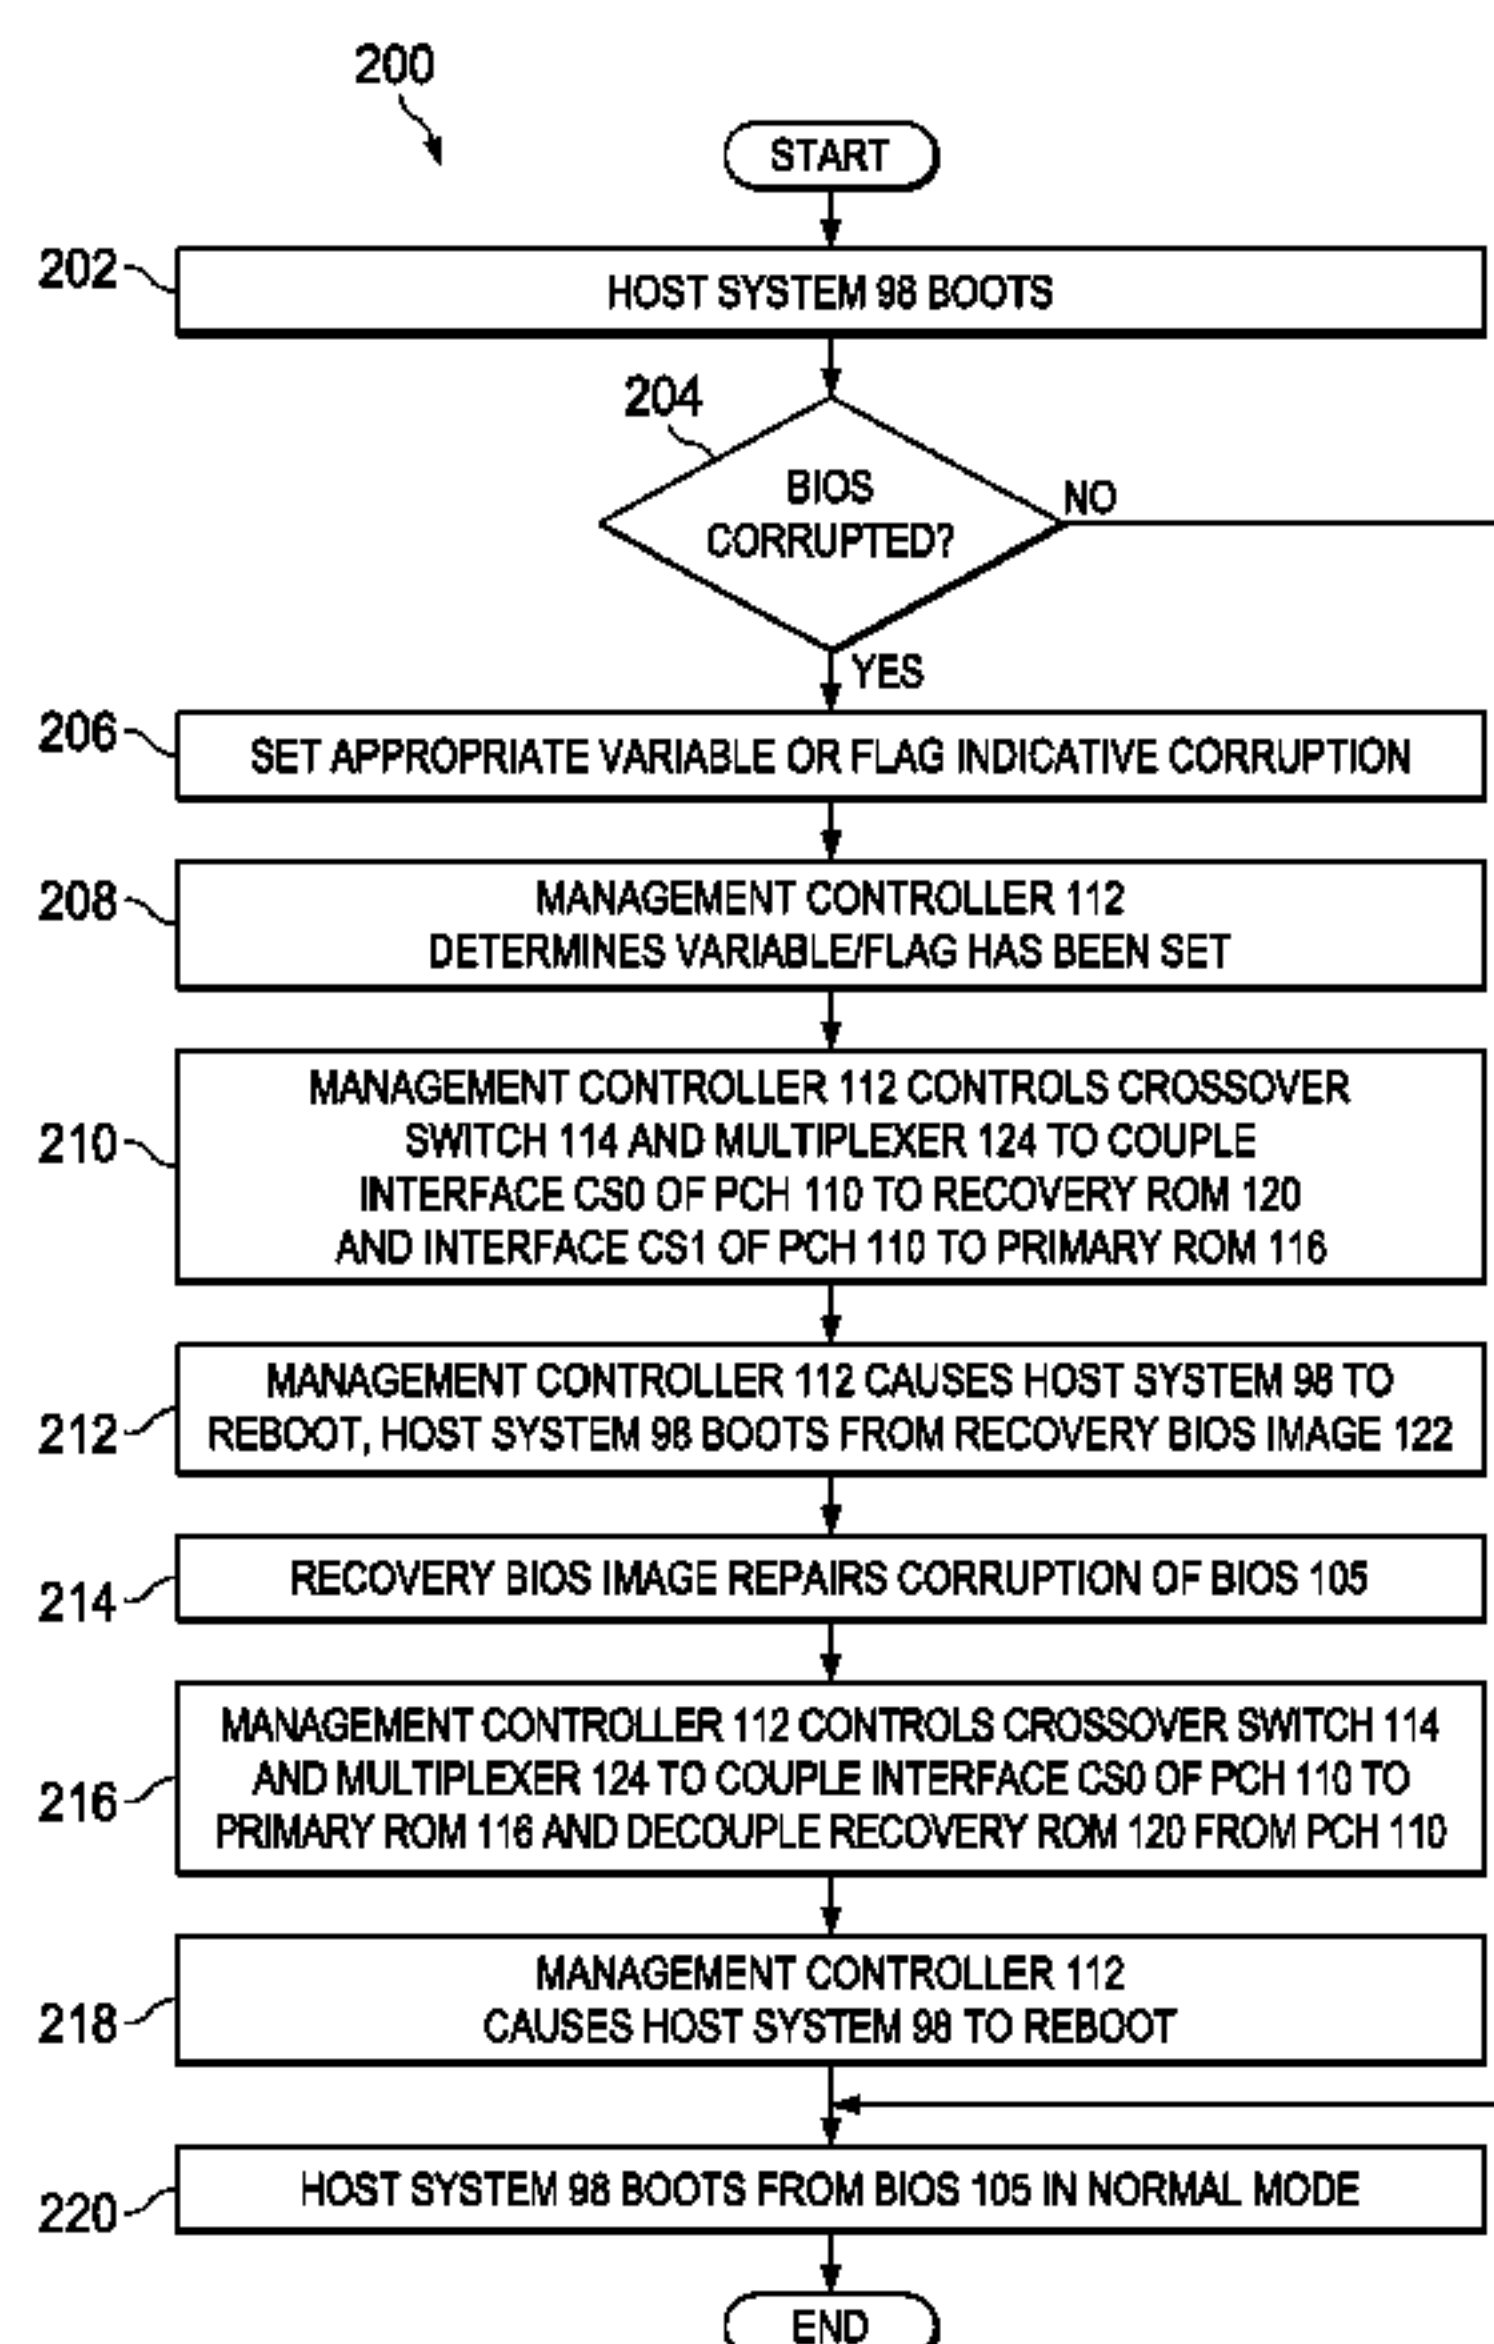 200
START
202
HOST SYSTEM 98 BOOTS
204
BIOS
CORRUPTED?
NO
YES
206
SET APPROPRIATE VARIABLE OR FLAG INDICATIVE CORRUPTION
208
MANAGEMENT CONTROLLER 112
DETERMINES VARIABLE/FLAG HAS BEEN SET
210
MANAGEMENT CONTROLLER 112 CONTROLS CROSSOVER
SWITCH 114 AND MULTIPLEXER 124 TO COUPLE
INTERFACE CS0 OF PCH 110 TO RECOVERY ROM 120
AND INTERFACE CS1 OF PCH 110 TO PRIMARY ROM 116
212
MANAGEMENT CONTROLLER 112 CAUSES HOST SYSTEM 98 TO
REBOOT, HOST SYSTEM 98 BOOTS FROM RECOVERY BIOS IMAGE 122
214
RECOVERY BIOS IMAGE REPAIRS CORRUPTION OF BIOS 105
216
MANAGEMENT CONTROLLER 112 CONTROLS CROSSOVER SWITCH 114
AND MULTIPLEXER 124 TO COUPLE INTERFACE CS0 OF PCH 110 TO
PRIMARY ROM 116 AND DECOUPLE RECOVERY ROM 120 FROM PCH 110
218
MANAGEMENT CONTROLLER 112
CAUSES HOST SYSTEM 98 TO REBOOT
220
HOST SYSTEM 98 BOOTS FROM BIOS 105 IN NORMAL MODE
END